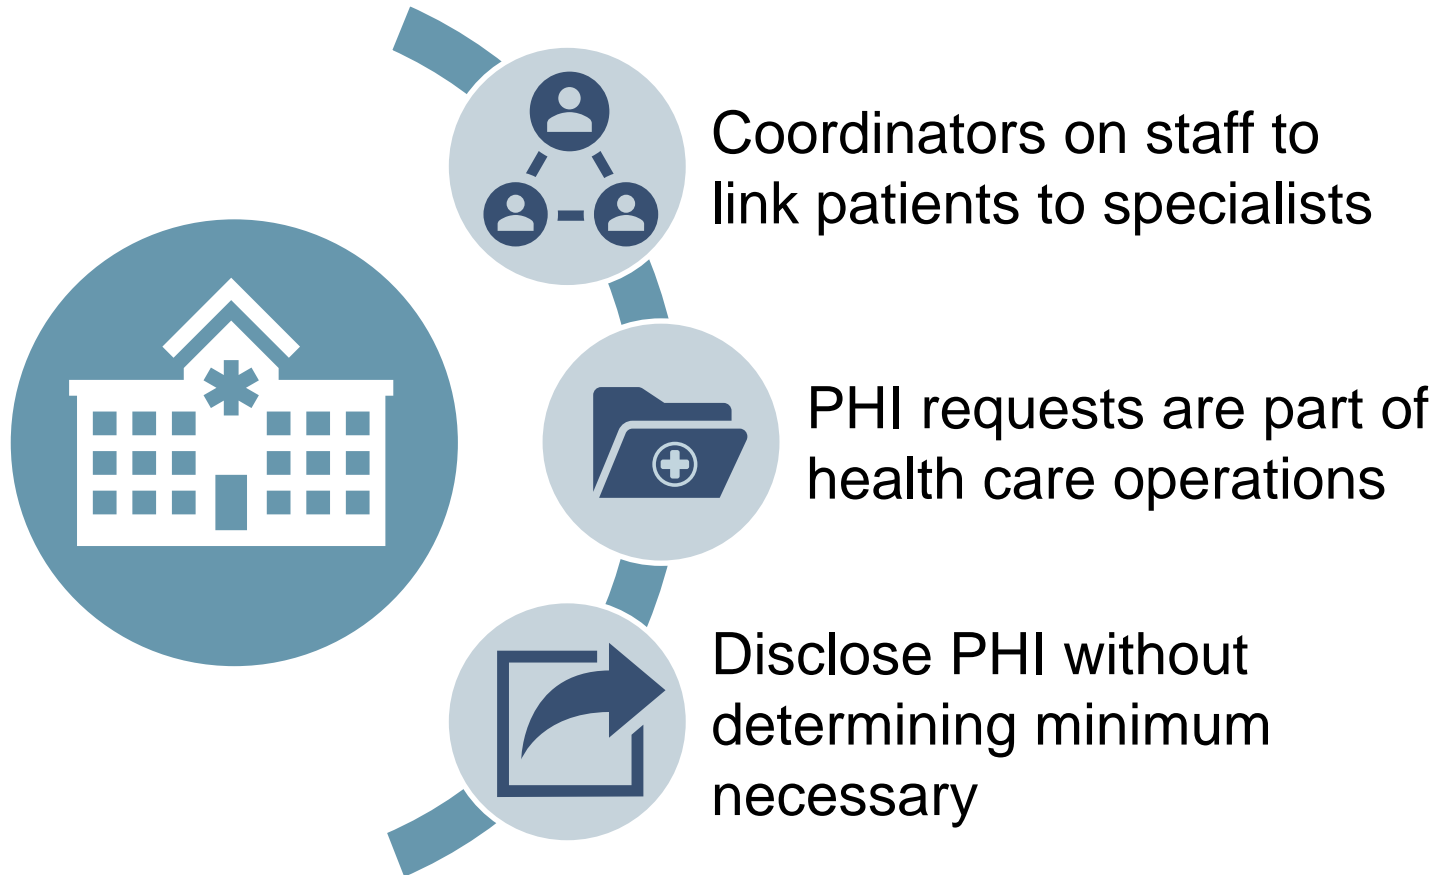 Coordinators on staff to
link patients to specialists
PHI requests are part of
health care operations
Disclose PHI without
determining minimum
necessary